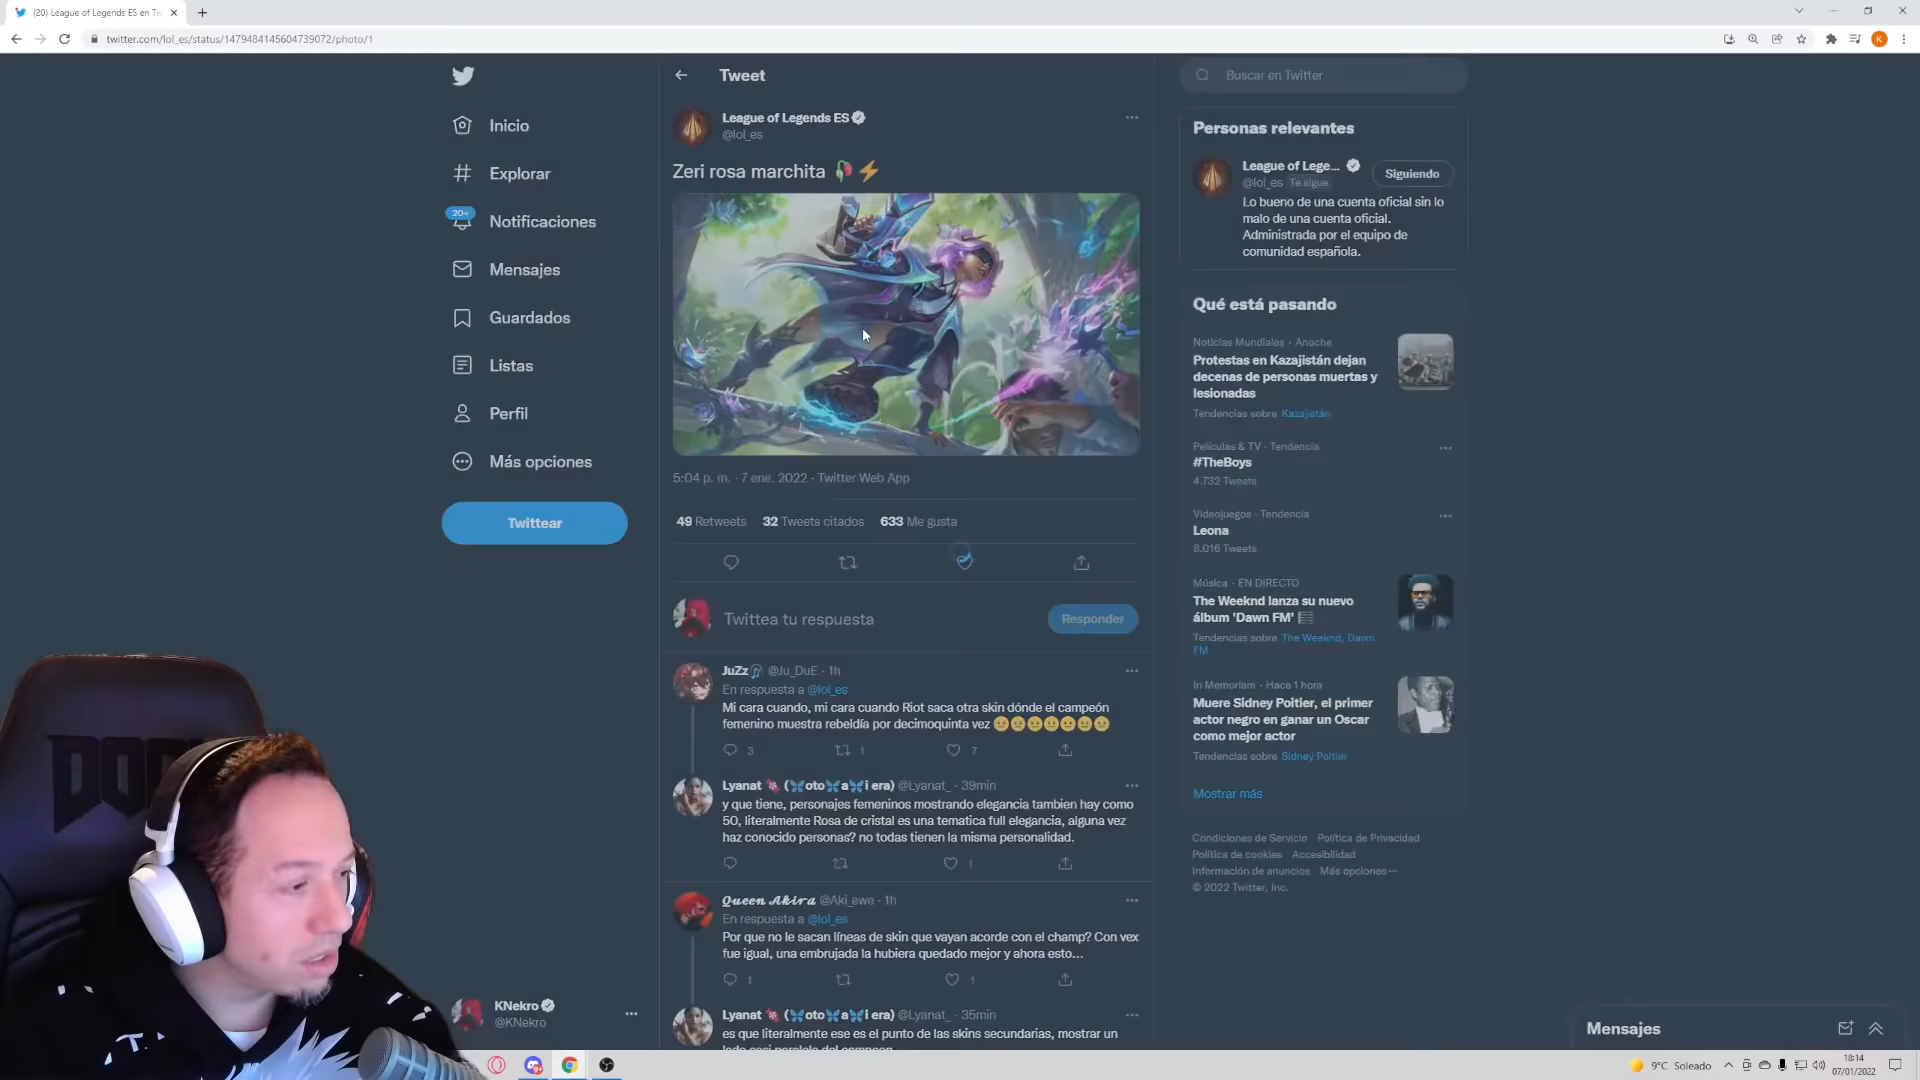 (20) League of Legends ES en Tw
twitter.com/lol_es/status/1479484145604739072/photo/1
K
Tweet
League of Legends ES
@lol_es
Zeri rosa marchita 🥀⚡
5:04 p. m. · 7 ene. 2022 · Twitter Web App
49 Retweets 32 Tweets citados 633 Me gusta
Twittea tu respuesta
Responder
JuZz @Ju_DuE · 1h
En respuesta a @lol_es
Mi cara cuando, mi cara cuando Riot saca otra skin dónde el campeón
femenino muestra rebeldía por decimoquinta vez 😐😐😐😐😐😐😐
3 1 7
Lyanat (🦋oto🦋a🦋i era) @Lyanat_ · 39min
y que tiene, personajes femeninos mostrando elegancia tambien hay como
50, literalmente Rosa de cristal es una tematica full elegancia, alguna vez
haz conocido personas? no todas tienen la misma personalidad.
1
Queen Akira @Aki_ewe · 1h
En respuesta a @lol_es
Por que no le sacan líneas de skin que vayan acorde con el champ? Con vex
fue igual, una embrujada la hubiera quedado mejor y ahora esto...
1 1
Lyanat (🦋oto🦋a🦋i era) @Lyanat_ · 35min
es que literalmente ese es el punto de las skins secundarias, mostrar un
Inicio
Explorar
20+
Notificaciones
Mensajes
Guardados
Listas
Perfil
Más opciones
Twittear
KNekro
@KNekro
Buscar en Twitter
Personas relevantes
League of Lege...
@lol_es Te sigue
Siguiendo
Lo bueno de una cuenta oficial sin lo
malo de una cuenta oficial.
Administrada por el equipo de
comunidad española.
Qué está pasando
Noticias Mundiales · Anoche
Protestas en Kazajistán dejan
decenas de personas muertas y
lesionadas
Tendencias sobre Kazajistán
Películas & TV · Tendencia
#TheBoys
4.732 Tweets
Videojuegos · Tendencia
Leona
8.016 Tweets
Música · EN DIRECTO
The Weeknd lanza su nuevo
álbum 'Dawn FM'
Tendencias sobre The Weeknd, Dawn
FM
In Memoriam · Hace 1 hora
Muere Sidney Poitier, el primer
actor negro en ganar un Oscar
como mejor actor
Tendencias sobre Sidney Poitier
Mostrar más
Condiciones de Servicio Política de Privacidad
Política de cookies Accesibilidad
Información de anuncios Más opciones
© 2022 Twitter, Inc.
Mensajes
9°C Soleado
18:14
07/01/2022